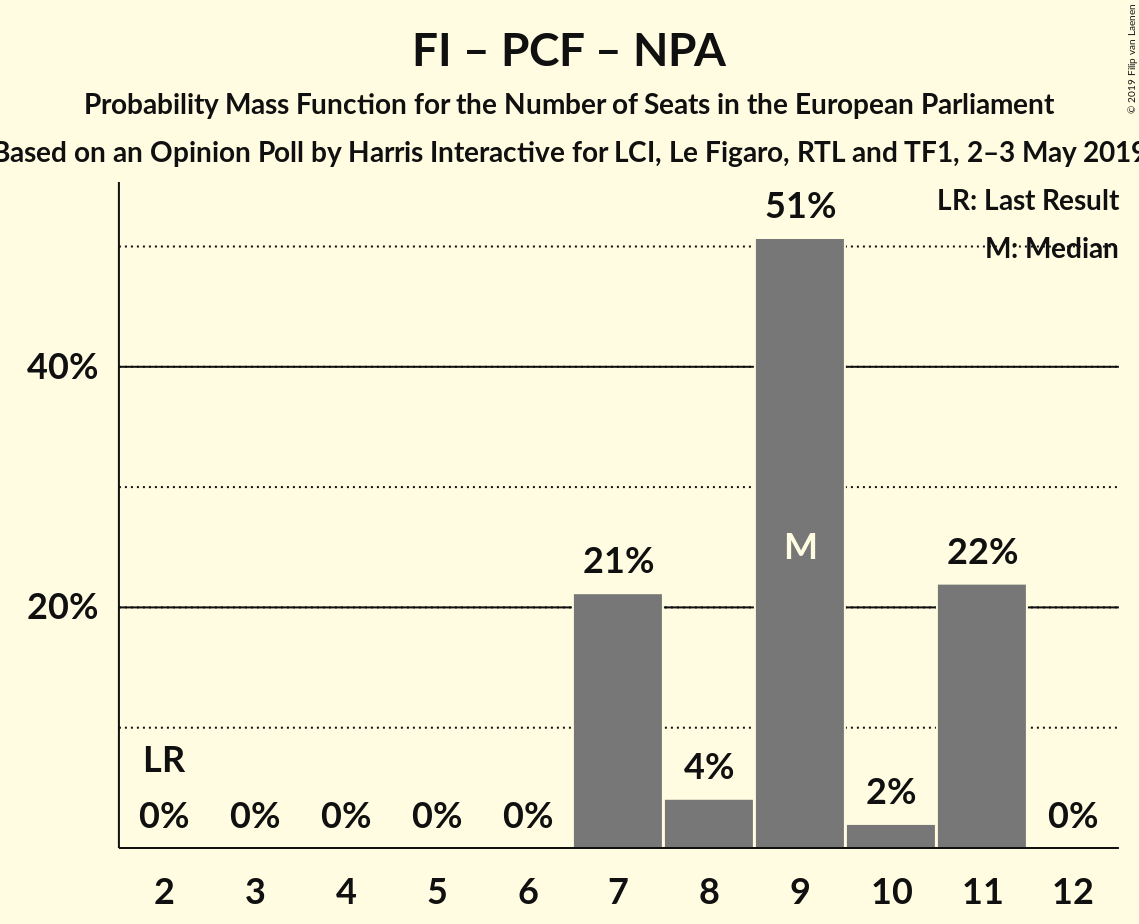 FI – PCF – NPA
Probability Mass Function for the Number of Seats in the European Parliament
Based on an Opinion Poll by Harris Interactive for LCI, Le Figaro, RTL and TF1, 2–3 May 2019
© 2019 Filip van Laenen
LR: Last Result
M: Median
51%
40%
M
21%
22%
20%
LR
4%
2%
0% 0% 0% 0% 0% 0%
2 3 4 5 6 7 8 9 10 11 12